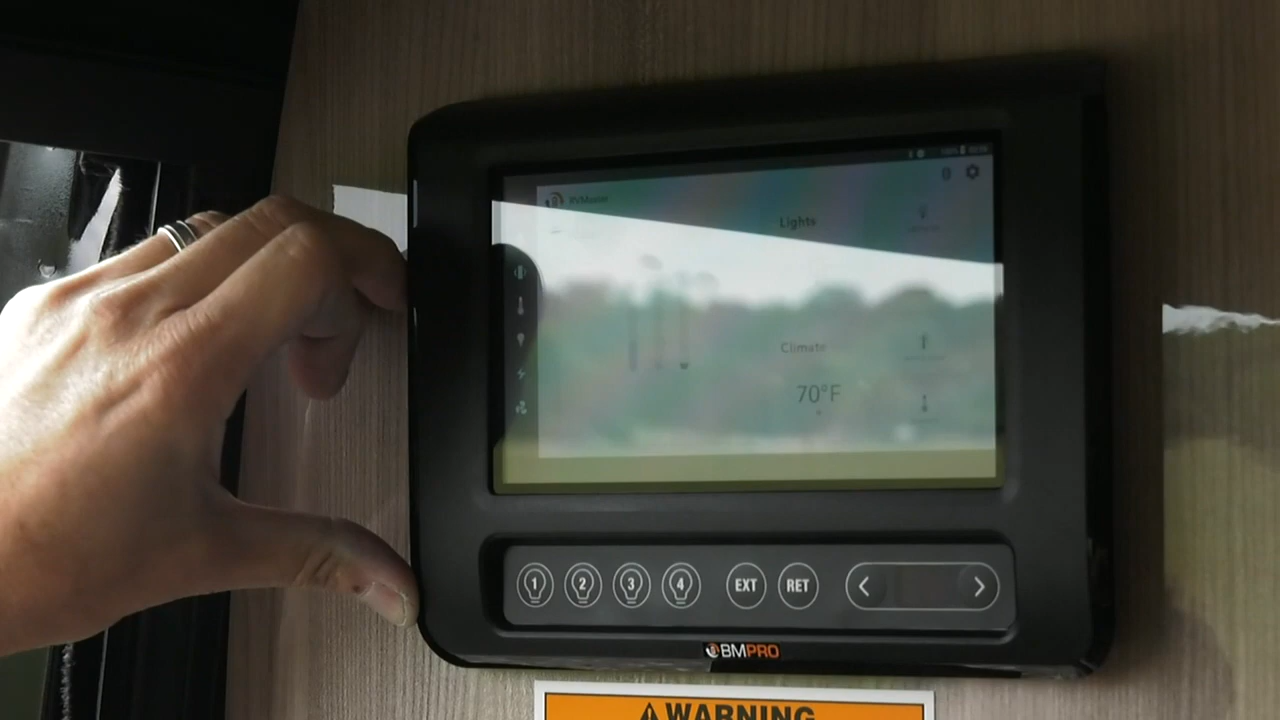 RVMaster
Lights
Climate
70°F
1 2 3 4 EXT RET < >
BMPRO
WARNING